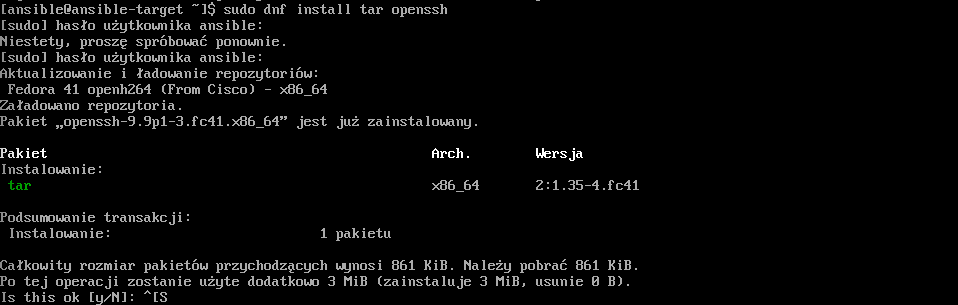 [ansible@ansible-target ~]$ sudo dnf install tar openssh
[sudo] hasło użytkownika ansible:
Niestety, proszę spróbować ponownie.
[sudo] hasło użytkownika ansible:
Aktualizowanie i ładowanie repozytoriów:
Fedora 41 openh264 (From Cisco) - x86_64
Załadowano repozytoria.
Pakiet „openssh-9.9p1-3.fc41.x86_64” jest już zainstalowany.
Pakiet Arch. Wersja
Instalowanie:
tar x86_64 2:1.35-4.fc41
Podsumowanie transakcji:
Instalowanie: 1 pakietu
Całkowity rozmiar pakietów przychodzących wynosi 861 KiB. Należy pobrać 861 KiB.
Po tej operacji zostanie użyte dodatkowo 3 MiB (zainstaluje 3 MiB, usunie 0 B).
Is this ok [y/N]: ^[S